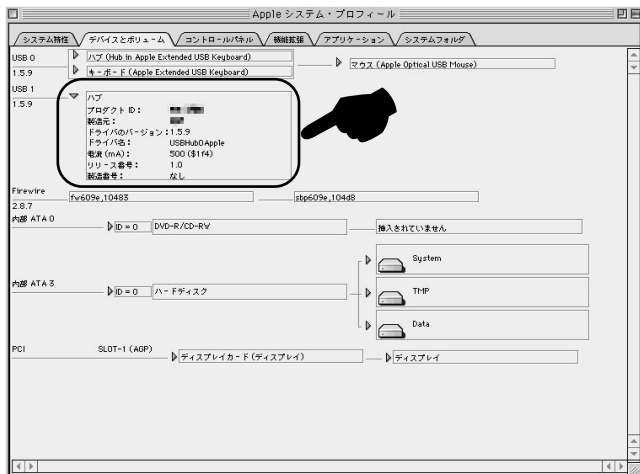 Apple システム・プロフィール
システム特性 デバイスとボリューム コントロールパネル 機能拡張 アプリケーション システムフォルダ
USB 0
1.5.9
ハブ (Hub in Apple Extended USB Keyboard)
キーボード (Apple Extended USB Keyboard)
マウス (Apple Optical USB Mouse)
USB 1
1.5.9
ハブ
プロダクト ID:
製造元:
ドライバのバージョン:1.5.9
ドライバ名: USBHub0Apple
電流 (mA): 500 ($1f4)
リリース番号: 1.0
製造番号: なし
Firewire
2.8.7
fw609e,10483 sbp609e,104d8
内部 ATA 0
ID = 0 DVD-R/CD-RW 挿入されていません
内部 ATA 3
ID = 0 ハードディスク
System
TMP
Data
PCI SLOT-1 (AGP) ディスプレイカード (ディスプレイ) ディスプレイ